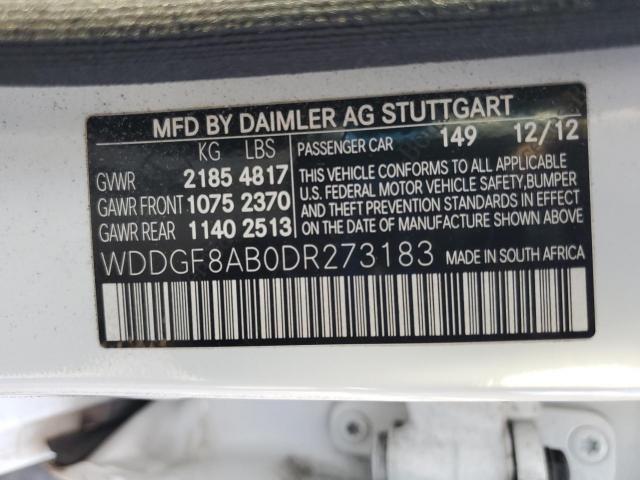 MFD BY DAIMLER AG STUTTGART
KG LBS
GVWR 2185 4817
GAWR FRONT 1075 2370
GAWR REAR 1140 2513
PASSENGER CAR 149 12/12
THIS VEHICLE CONFORMS TO ALL APPLICABLE
U.S. FEDERAL MOTOR VEHICLE SAFETY, BUMPER
AND THEFT PREVENTION STANDARDS IN EFFECT
ON THE DATE OF MANUFACTURE SHOWN ABOVE.
WDDGF8AB0DR273183 MADE IN SOUTH AFRICA